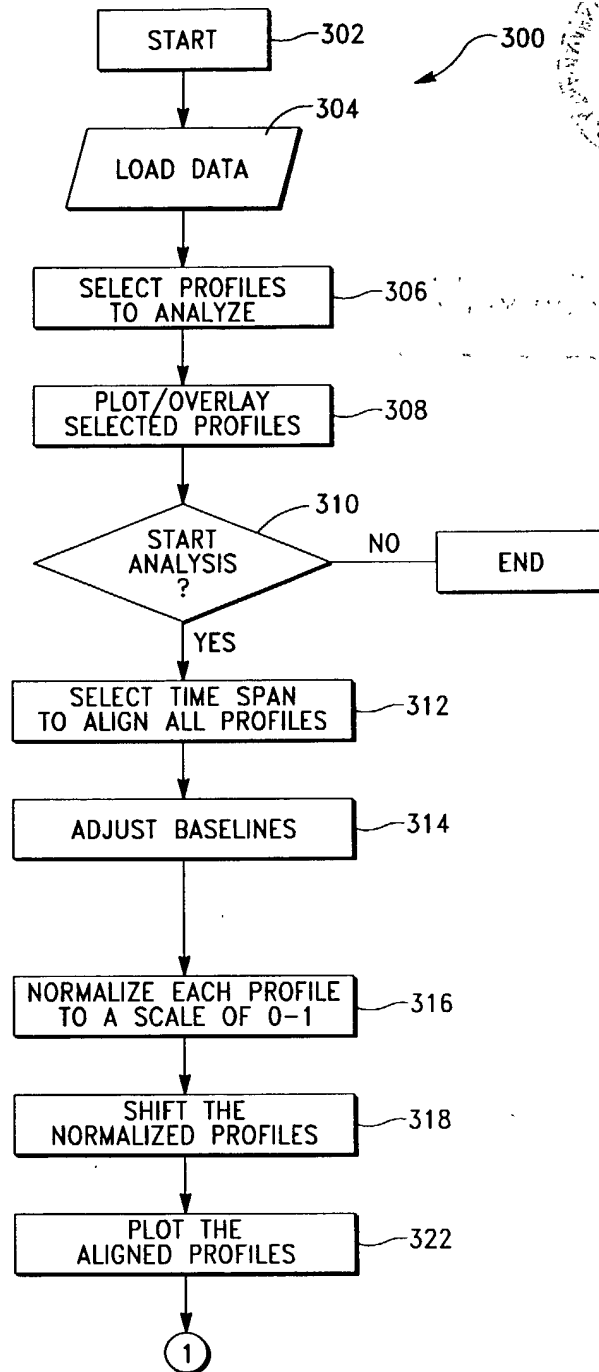 START
302
300
304
LOAD DATA
SELECT PROFILES
TO ANALYZE
306
PLOT/OVERLAY
SELECTED PROFILES
308
310
START
ANALYSIS
?
NO
END
YES
SELECT TIME SPAN
TO ALIGN ALL PROFILES
312
ADJUST BASELINES
314
NORMALIZE EACH PROFILE
TO A SCALE OF 0-1
316
SHIFT THE
NORMALIZED PROFILES
318
PLOT THE
ALIGNED PROFILES
322
1